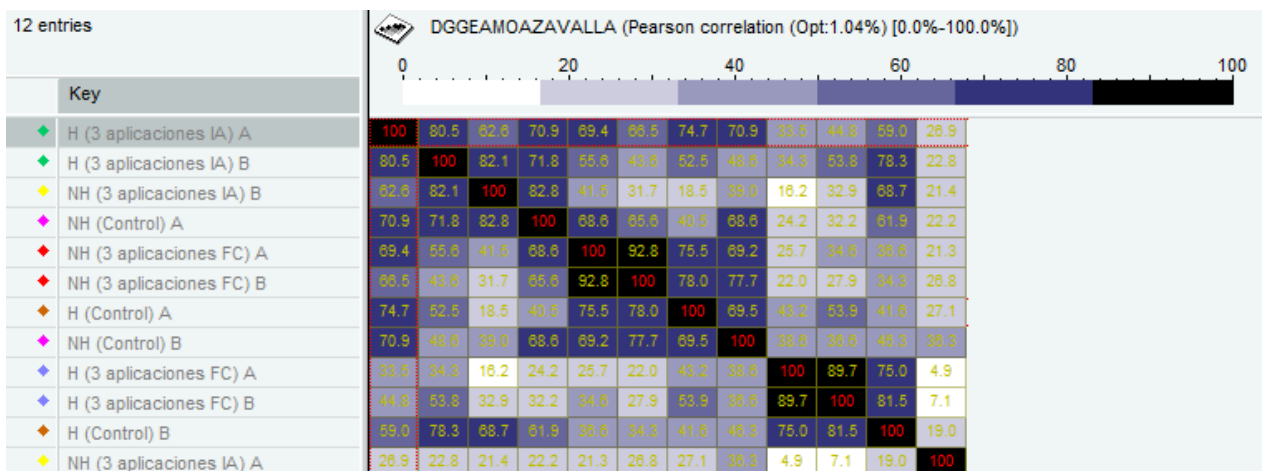 12 entries
DGGEAMOAZAVALLA (Pearson correlation (Opt:1.04%) [0.0%-100.0%])
0 20 40 60 80 100
Key
H (3 aplicaciones IA) A 100 80.5 62.6 70.9 69.4 66.5 74.7 70.9 33.5 44.8 59.0 26.9
H (3 aplicaciones IA) B 80.5 100 82.1 71.8 55.6 43.6 52.5 48.6 34.3 53.8 78.3 22.8
NH (3 aplicaciones IA) B 62.6 82.1 100 82.8 41.5 31.7 18.5 39.0 16.2 32.9 68.7 21.4
NH (Control) A 70.9 71.8 82.8 100 68.6 65.6 40.5 68.6 24.2 32.2 61.9 22.2
NH (3 aplicaciones FC) A 69.4 55.6 41.5 68.6 100 92.8 75.5 69.2 25.7 34.6 36.6 21.3
NH (3 aplicaciones FC) B 66.5 43.6 31.7 65.6 92.8 100 78.0 77.7 22.0 27.9 34.3 26.8
H (Control) A 74.7 52.5 18.5 40.5 75.5 78.0 100 69.5 43.2 53.9 41.6 27.1
NH (Control) B 70.9 48.6 39.0 68.6 69.2 77.7 69.5 100 38.6 36.6 46.3 36.3
H (3 aplicaciones FC) A 33.5 34.3 16.2 24.2 25.7 22.0 43.2 38.6 100 89.7 75.0 4.9
H (3 aplicaciones FC) B 44.8 53.8 32.9 32.2 34.6 27.9 53.9 36.6 89.7 100 81.5 7.1
H (Control) B 59.0 78.3 68.7 61.9 36.6 34.3 41.6 46.3 75.0 81.5 100 19.0
NH (3 aplicaciones IA) A 26.9 22.8 21.4 22.2 21.3 26.8 27.1 36.3 4.9 7.1 19.0 100